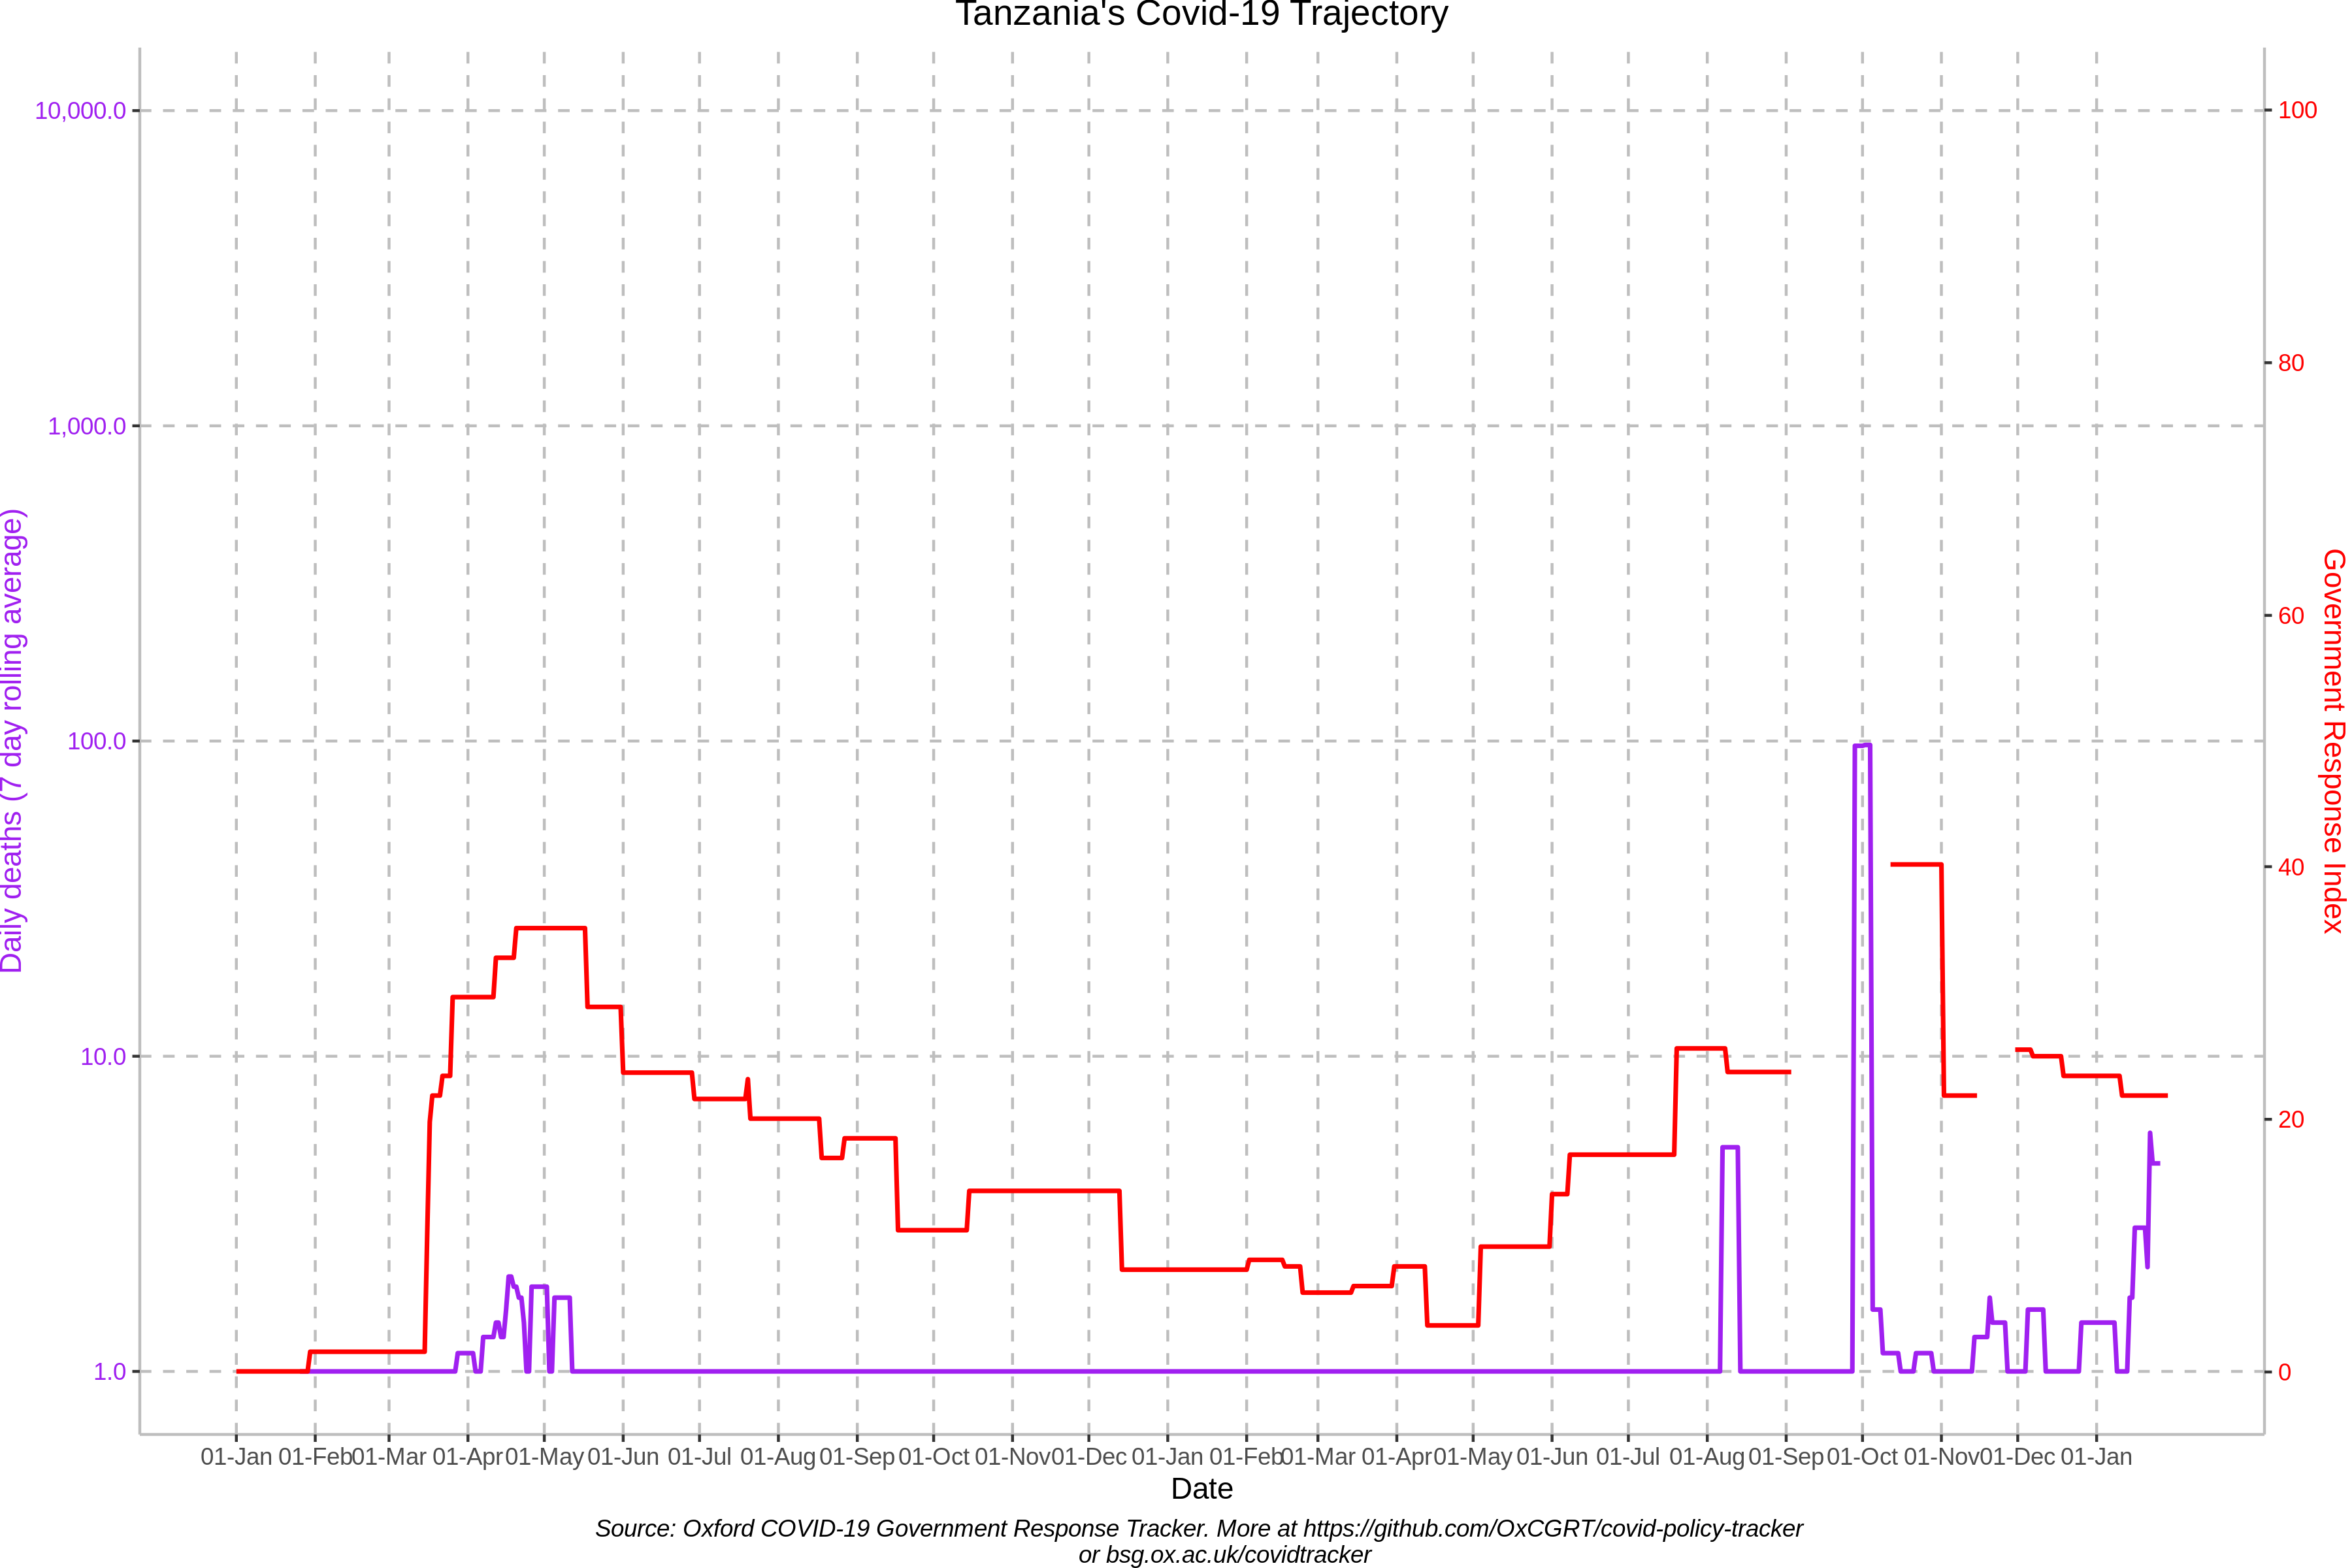 Tanzania's Covid-19 Trajectory
10,000.0
1,000.0
100.0
10.0
1.0
Daily deaths (7 day rolling average)
100
80
60
40
20
0
Government Response Index
01-Jan 01-Feb 01-Mar 01-Apr 01-May 01-Jun 01-Jul 01-Aug 01-Sep 01-Oct 01-Nov 01-Dec 01-Jan 01-Feb 01-Mar 01-Apr 01-May 01-Jun 01-Jul 01-Aug 01-Sep 01-Oct 01-Nov 01-Dec 01-Jan
Date
Source: Oxford COVID-19 Government Response Tracker. More at https://github.com/OxCGRT/covid-policy-tracker
or bsg.ox.ac.uk/covidtracker